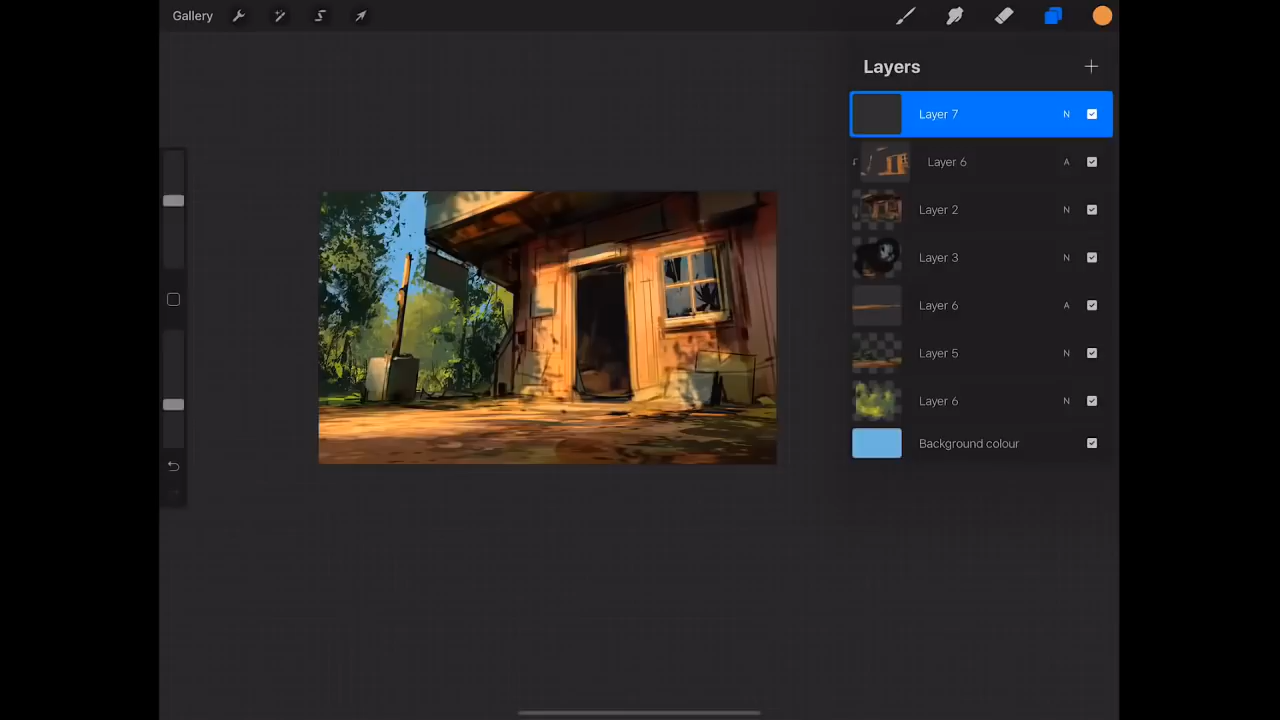 Gallery
Layers
Layer 7 N
Layer 6 A
Layer 2 N
Layer 3 N
Layer 6 A
Layer 5 N
Layer 6 N
Background colour